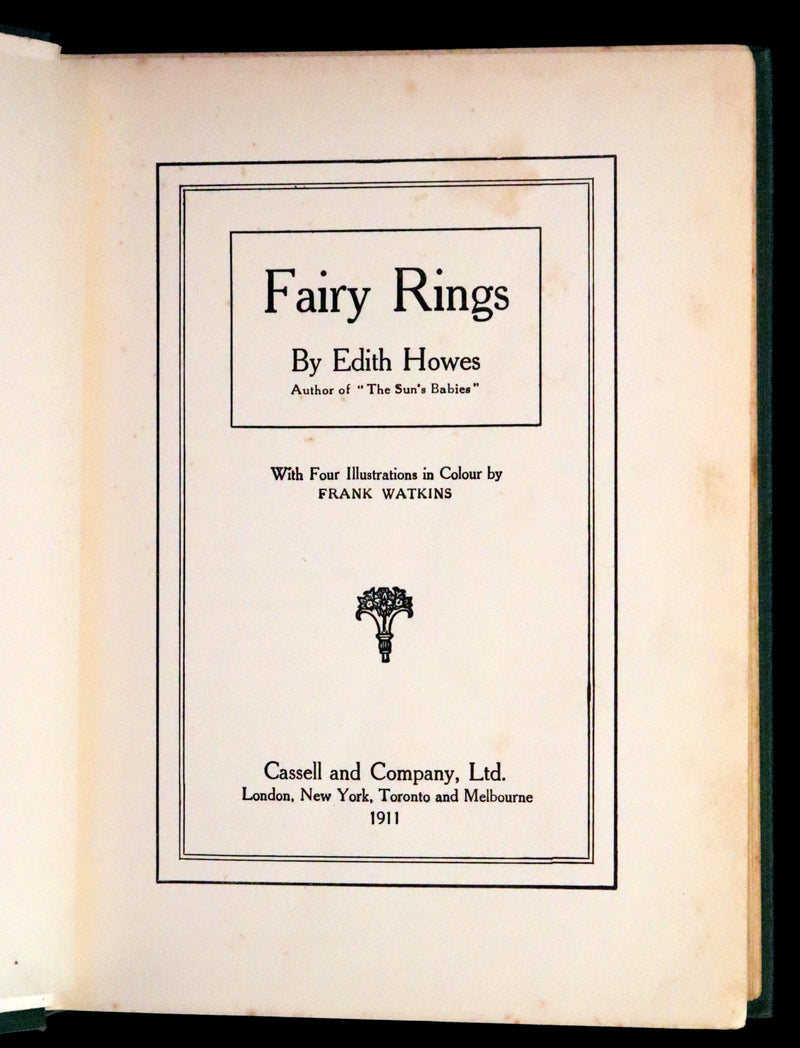 Fairy Rings
By Edith Howes
Author of "The Sun's Babies"
With Four Illustrations in Colour by
FRANK WATKINS
Cassell and Company, Ltd.
London, New York, Toronto and Melbourne
1911